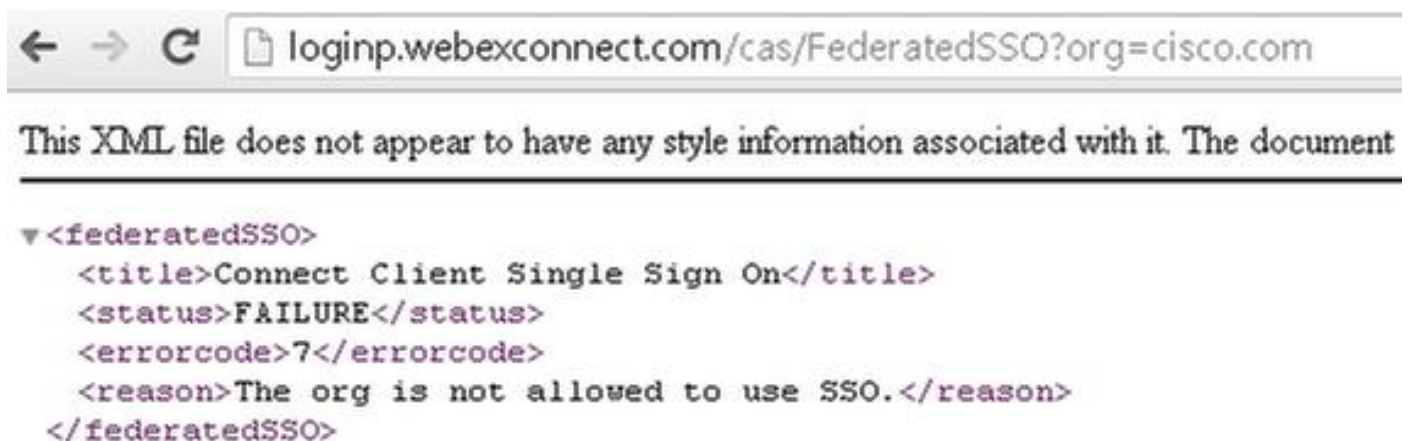 loginp.webexconnect.com/cas/FederatedSSO?org=cisco.com
This XML file does not appear to have any style information associated with it. The document
<federatedSSO>
<title>Connect Client Single Sign On</title>
<status>FAILURE</status>
<errorcode>7</errorcode>
<reason>The org is not allowed to use SSO.</reason>
</federatedSSO>